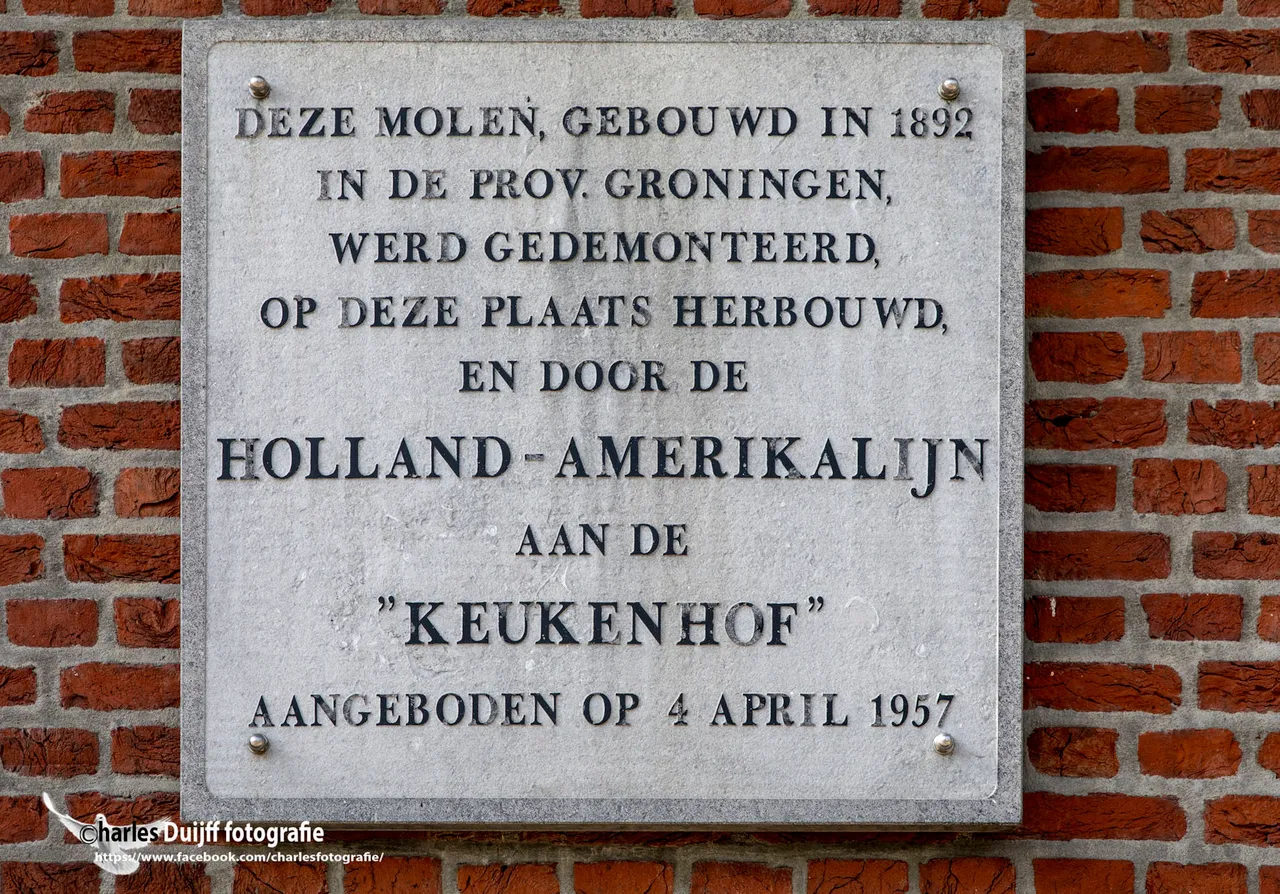 DEZE MOLEN, GEBOUWD IN 1892
IN DE PROV. GRONINGEN,
WERD GEDEMONTEERD,
OP DEZE PLAATS HERBOUWD,
EN DOOR DE
HOLLAND-AMERIKALIJN
AAN DE
"KEUKENHOF"
AANGEBODEN OP 4 APRIL 1957
©harles Duijff fotografie
https://www.facebook.com/charlesfotografie/